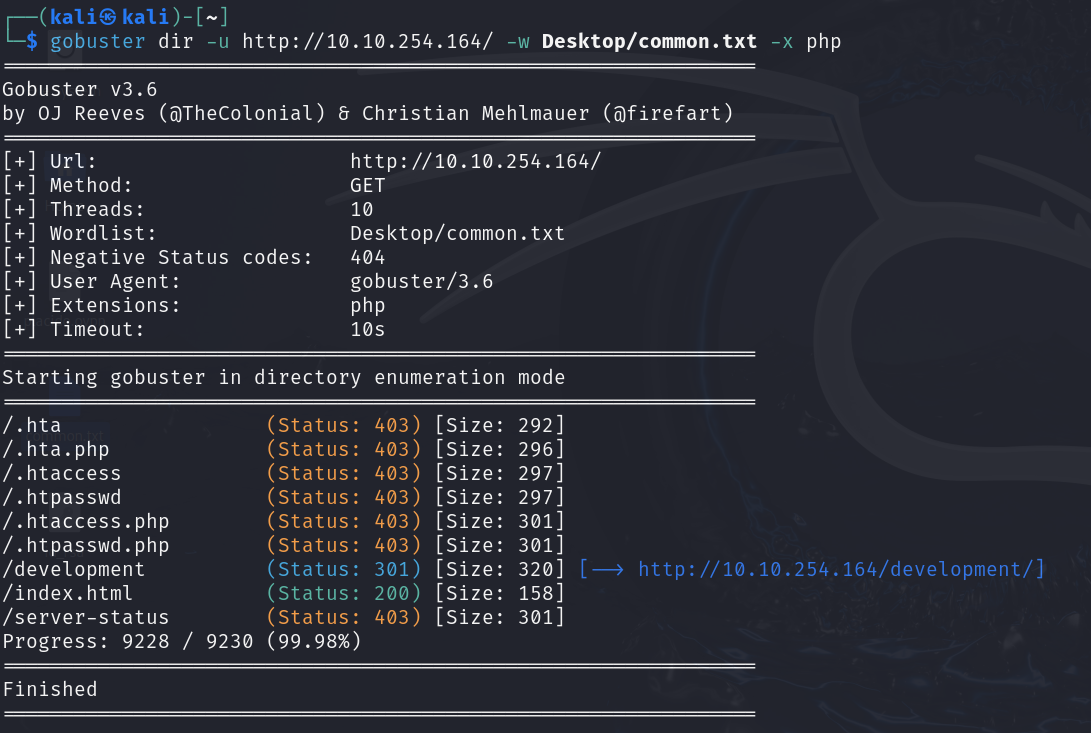 ┌──(kali㉿kali)-[~]
└─$ gobuster dir -u http://10.10.254.164/ -w Desktop/common.txt -x php
===============================================================
Gobuster v3.6
by OJ Reeves (@TheColonial) & Christian Mehlmauer (@firefart)
===============================================================
[+] Url:                     http://10.10.254.164/
[+] Method:                  GET
[+] Threads:                 10
[+] Wordlist:                Desktop/common.txt
[+] Negative Status codes:   404
[+] User Agent:              gobuster/3.6
[+] Extensions:              php
[+] Timeout:                 10s
===============================================================
Starting gobuster in directory enumeration mode
===============================================================
/.hta                 (Status: 403) [Size: 292]
/.hta.php             (Status: 403) [Size: 296]
/.htaccess            (Status: 403) [Size: 297]
/.htpasswd            (Status: 403) [Size: 297]
/.htaccess.php        (Status: 403) [Size: 301]
/.htpasswd.php        (Status: 403) [Size: 301]
/development          (Status: 301) [Size: 320] [--> http://10.10.254.164/development/]
/index.html           (Status: 200) [Size: 158]
/server-status        (Status: 403) [Size: 301]
Progress: 9228 / 9230 (99.98%)
===============================================================
Finished
===============================================================